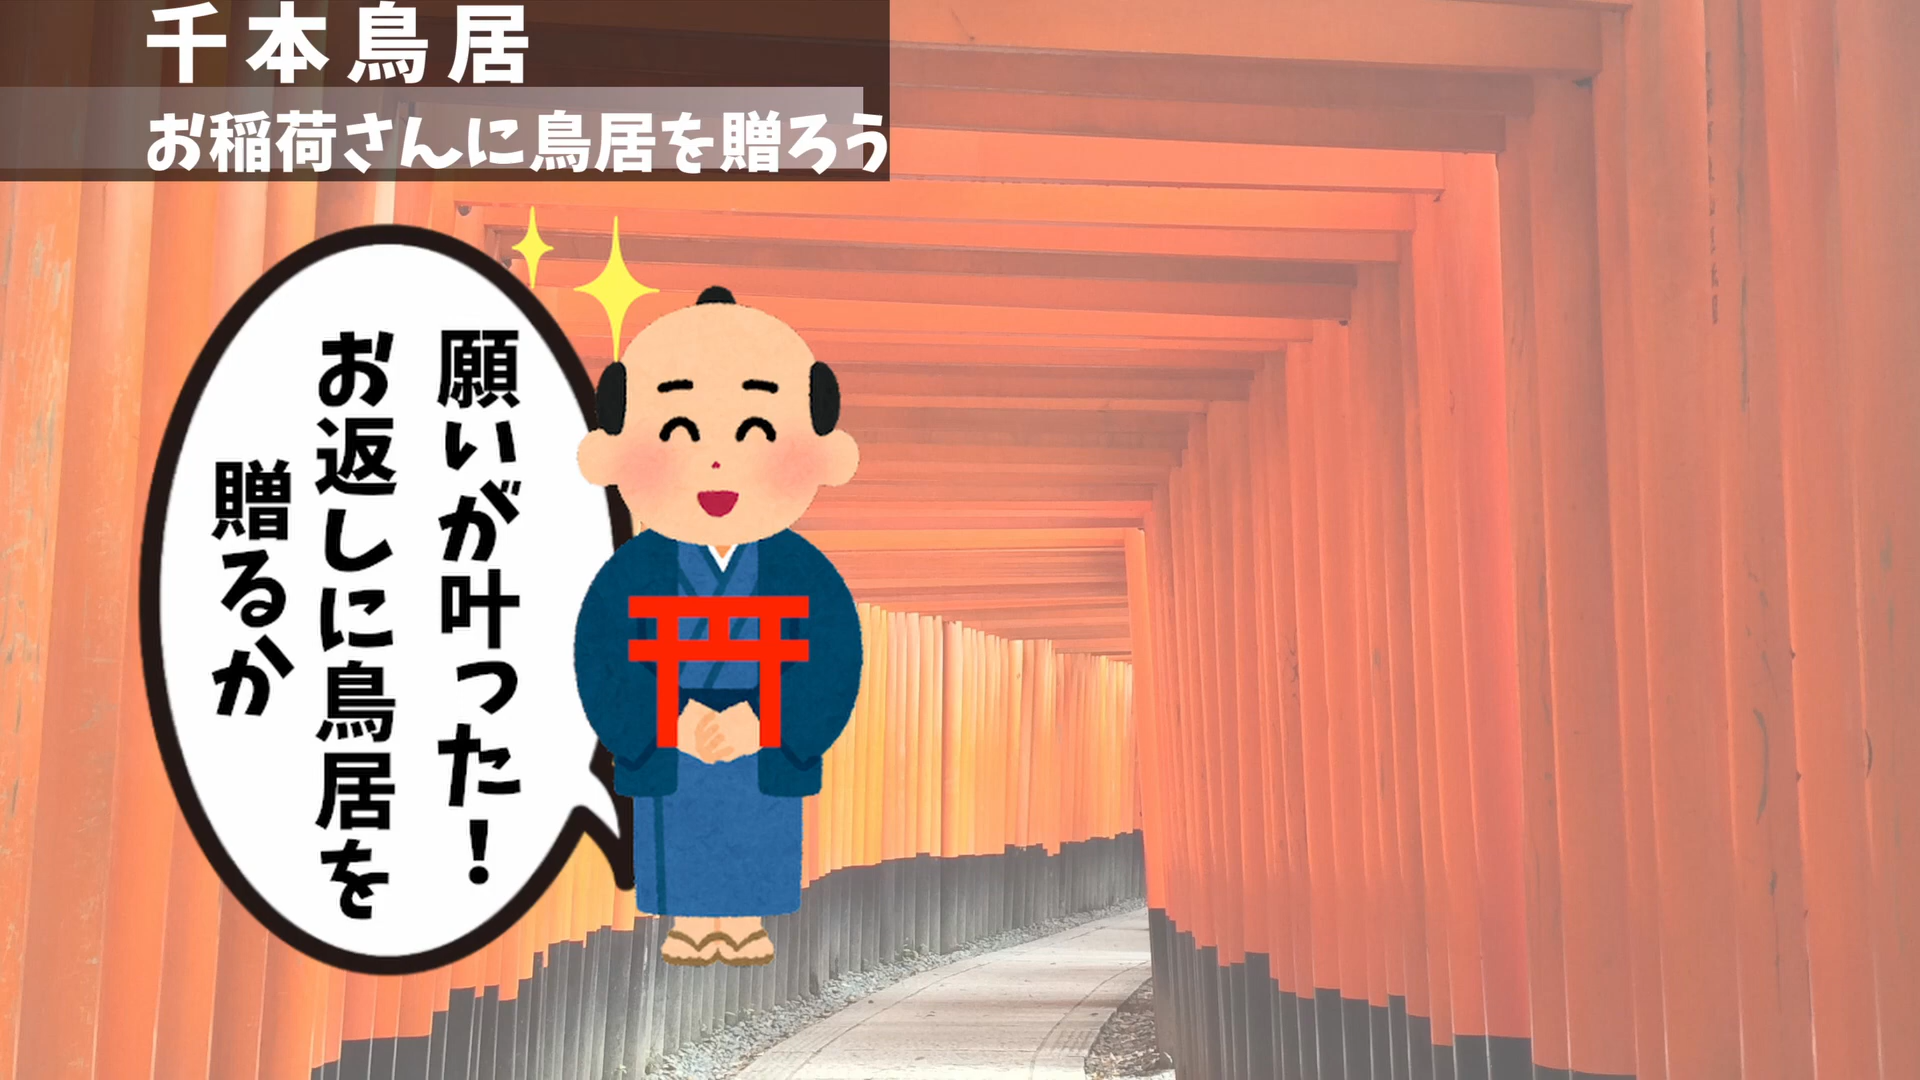 千本鳥居
お稲荷さんに鳥居を贈ろう
願いが叶った！
お返しに鳥居を
贈るか